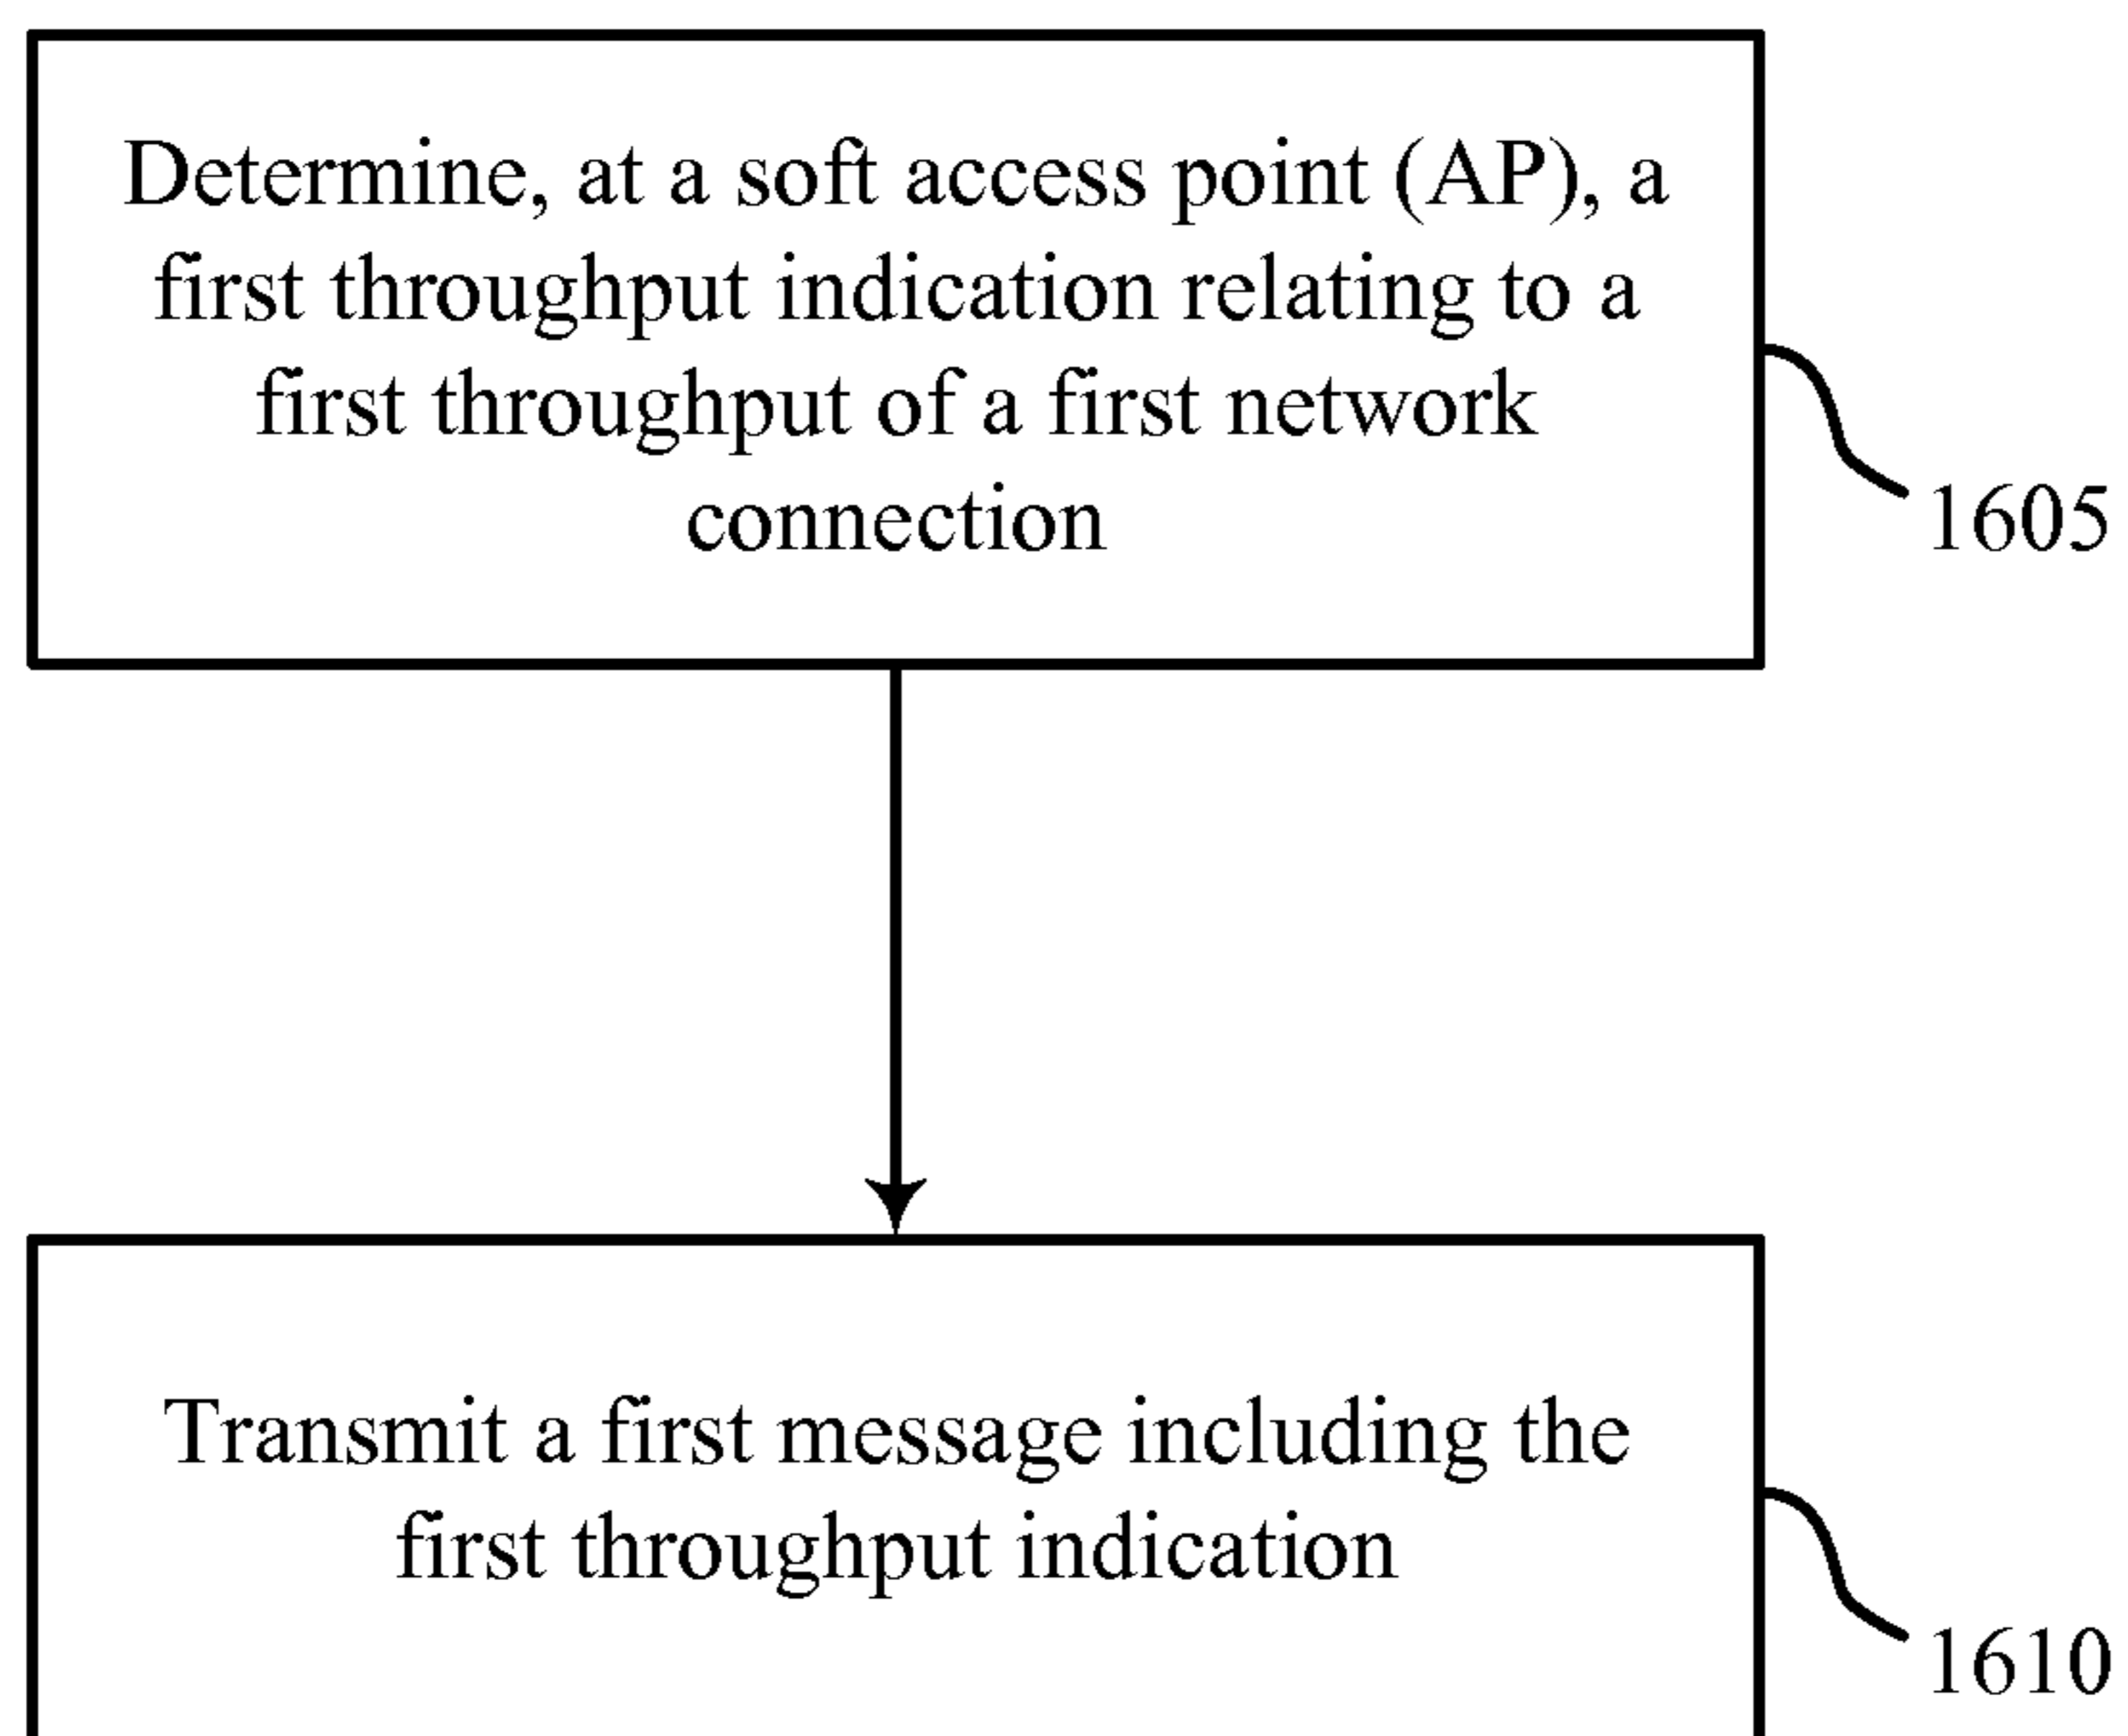 Determine, at a soft access point (AP), a
first throughput indication relating to a
first throughput of a first network
connection
1605
Transmit a first message including the
first throughput indication
1610